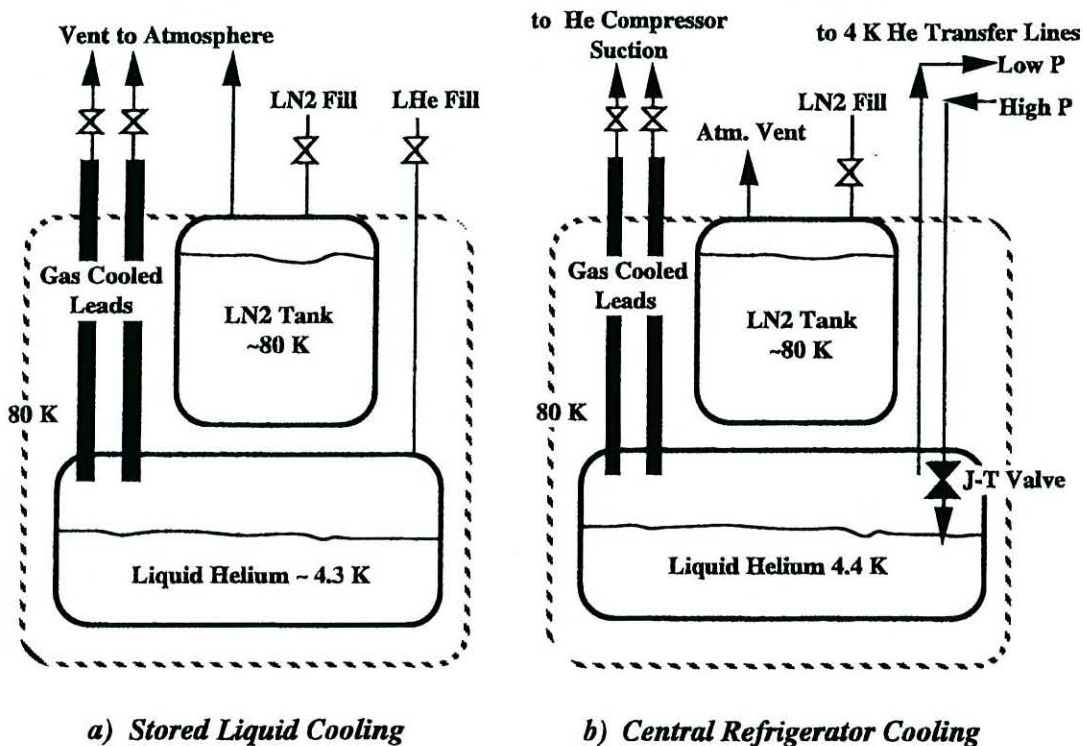 Vent to Atmosphere
LN2 Fill
LHe Fill
Gas Cooled
Leads
LN2 Tank
~80 K
80 K
Liquid Helium ~ 4.3 K
a) Stored Liquid Cooling
to He Compressor
Suction
to 4 K He Transfer Lines
Low P
High P
LN2 Fill
Atm. Vent
Gas Cooled
Leads
LN2 Tank
~80 K
80 K
J-T Valve
Liquid Helium 4.4 K
b) Central Refrigerator Cooling